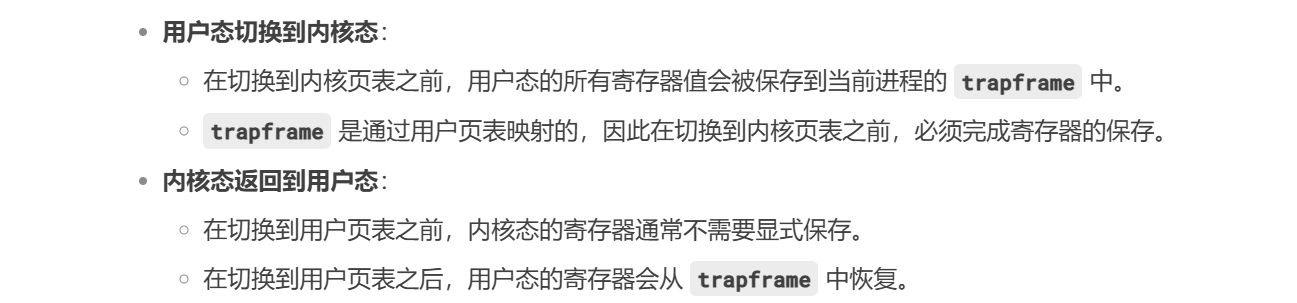 用户态切换到内核态：
在切换到内核页表之前，用户态的所有寄存器值会被保存到当前进程的 trapframe 中。
trapframe 是通过用户页表映射的，因此在切换到内核页表之前，必须完成寄存器的保存。
内核态返回到用户态：
在切换到用户页表之前，内核态的寄存器通常不需要显式保存。
在切换到用户页表之后，用户态的寄存器会从 trapframe 中恢复。